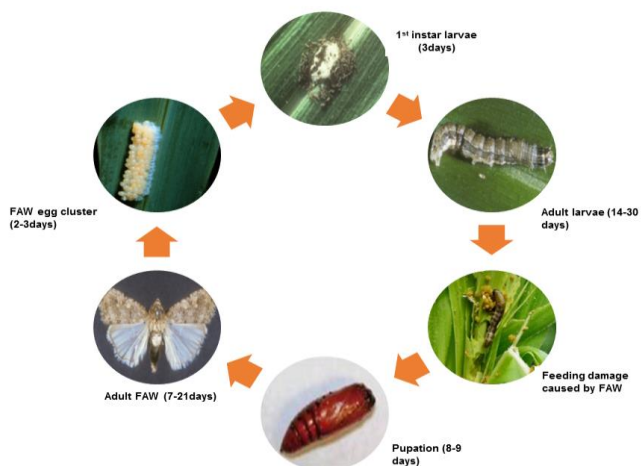 1st instar larvae
(3days)
FAW egg cluster
(2-3days)
Adult larvae (14-30
days)
Adult FAW (7-21days)
Feeding damage
caused by FAW
Pupation (8-9
days)